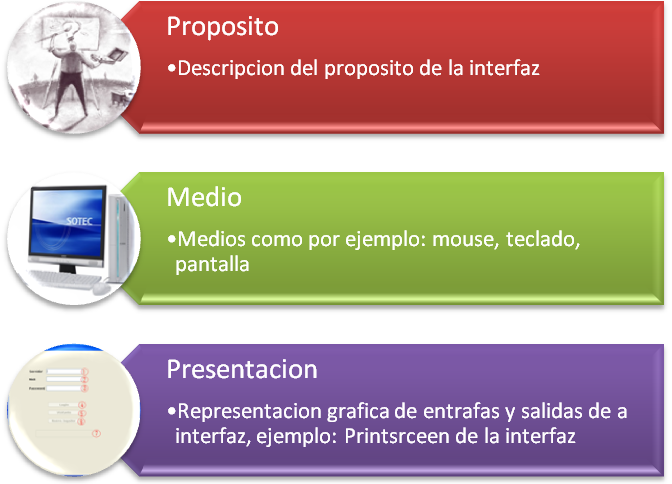 Proposito
•Descripcion del proposito de la interfaz
SOTEC
Medio
•Medios como por ejemplo: mouse, teclado,
pantalla
Presentacion
•Representacion grafica de entrafas y salidas de a
interfaz, ejemplo: Printsrceen de la interfaz